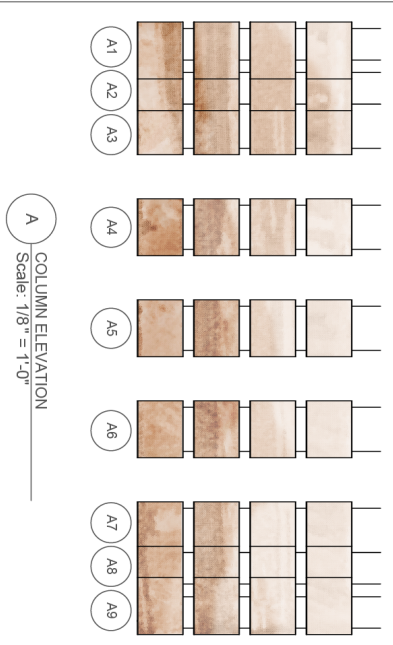 A1
A2
A3
A4
A5
A6
A7
A8
A9
A
COLUMN ELEVATION
Scale: 1/8" = 1'-0"